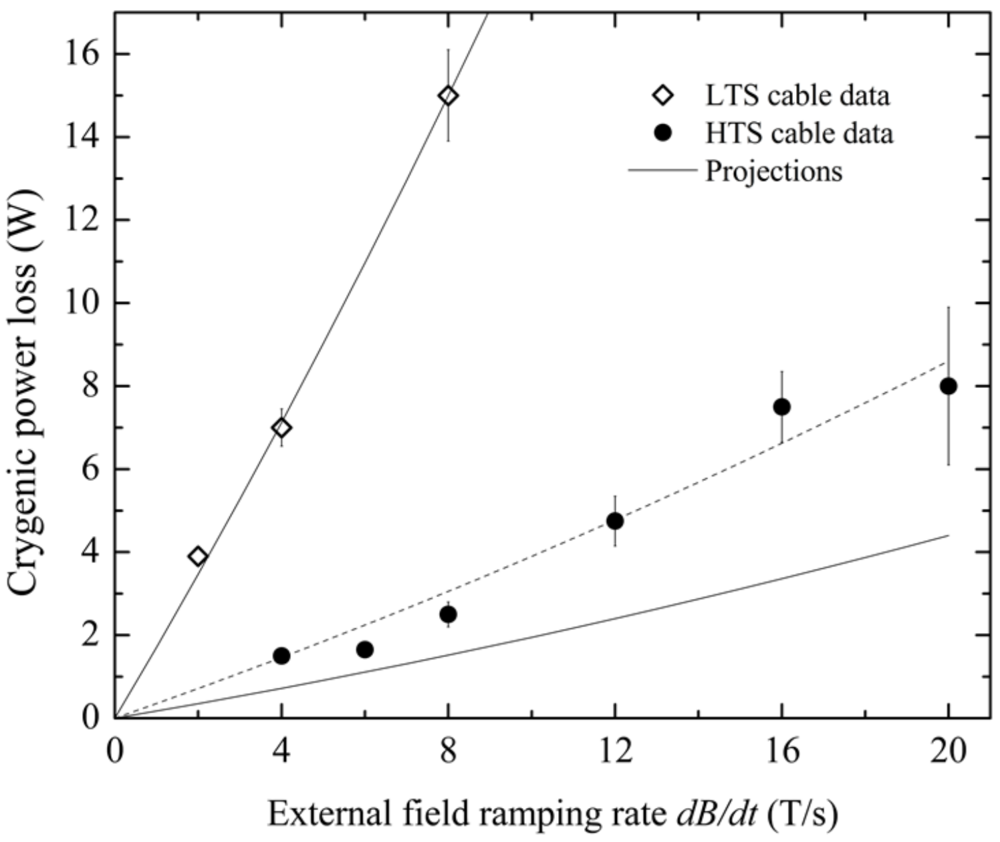 16
14
12
10
8
6
4
2
0
0 4 8 12 16 20
Crygenic power loss (W)
External field ramping rate dB/dt (T/s)
LTS cable data
HTS cable data
Projections